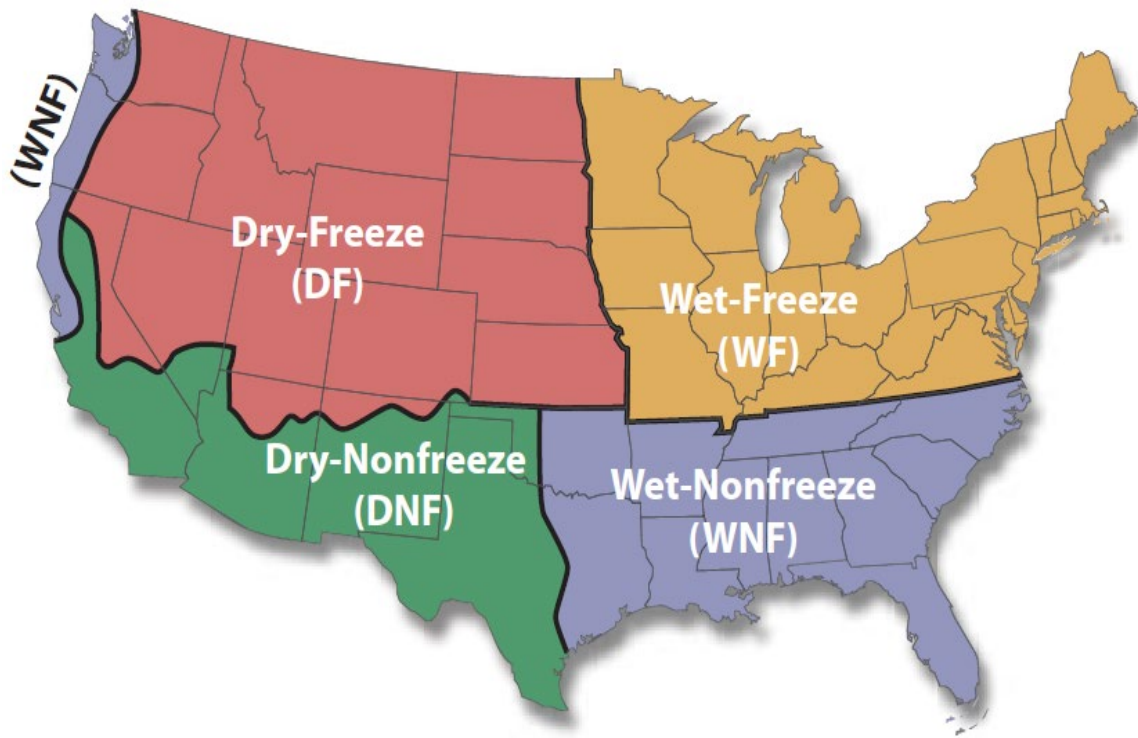 (WNF)
Dry-Freeze
(DF)
Wet-Freeze
(WF)
Dry-Nonfreeze
(DNF)
Wet-Nonfreeze
(WNF)